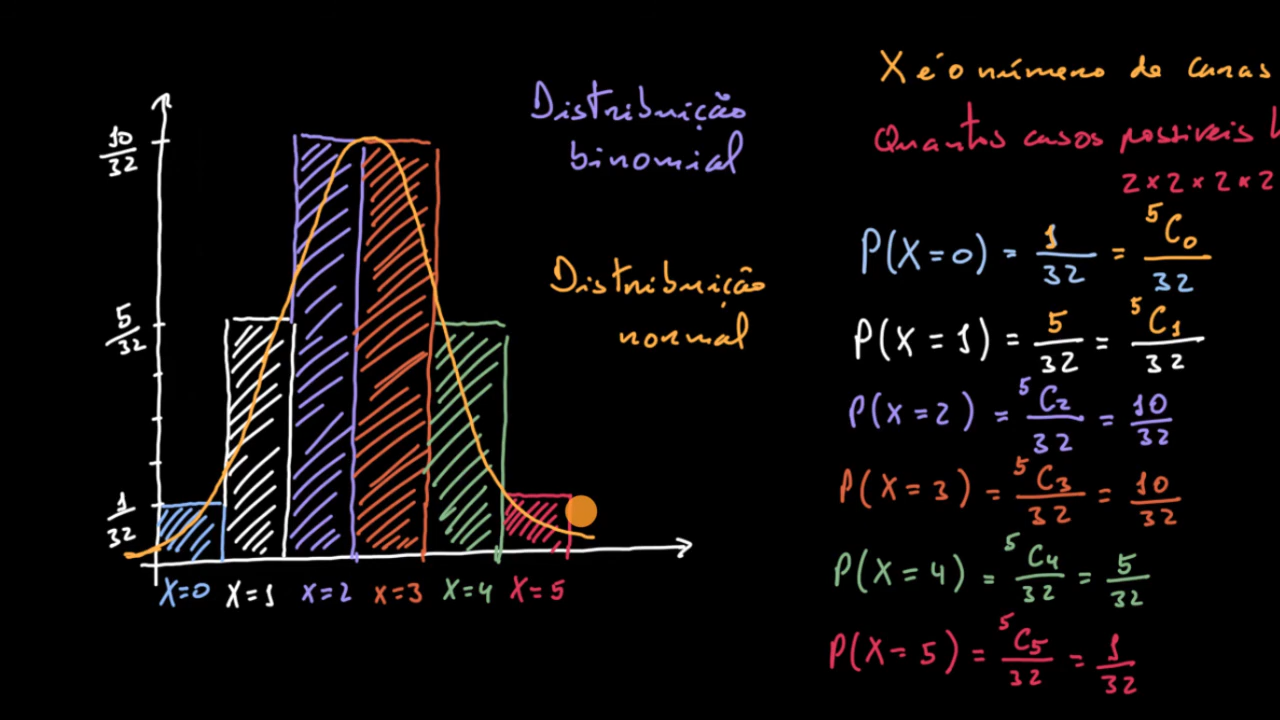 10/32
5/32
1/32
X=0 X=1 X=2 X=3 X=4 X=5
Distribuição
binomial
Distribuição
normal
X é o número de caras
Quantos casos possíveis
2×2×2×2
P(X=0) = 1/32 = ⁵C₀/32
P(X=1) = 5/32 = ⁵C₁/32
P(X=2) = ⁵C₂/32 = 10/32
P(X=3) = ⁵C₃/32 = 10/32
P(X=4) = ⁵C₄/32 = 5/32
P(X=5) = ⁵C₅/32 = 1/32